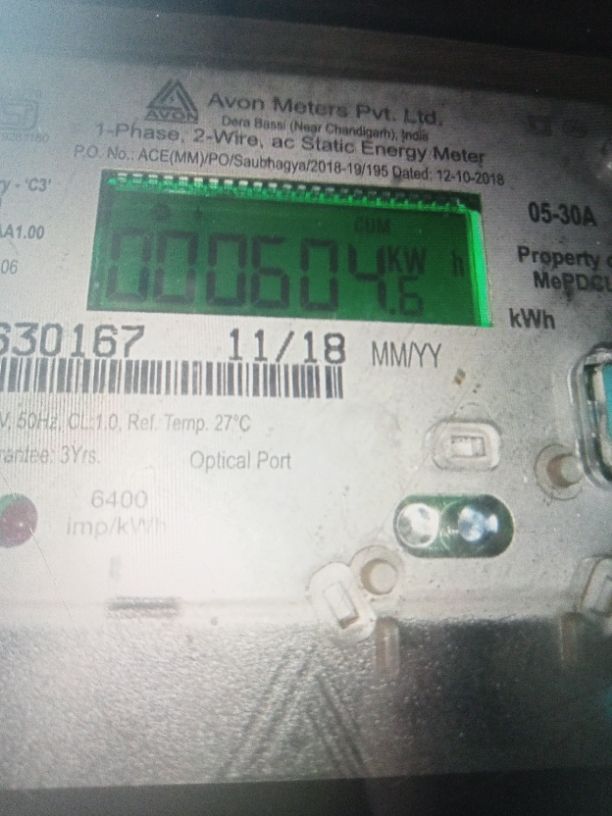 AVON
Avon Meters Pvt. Ltd.
Dera Bassi (Near Chandigarh), India
1-Phase, 2-Wire, ac Static Energy Meter
P.O. No.: ACE(MM)/PO/Saubhagya/2018-19/195 Dated: 12-10-2018
'C3'
05-30A
A1.00
CUM
000604.6 KW h
06
Property
MePDCL
kWh
630167 11/18 MM/YY
V, 50Hz, CL:1.0, Ref. Temp. 27°C
3Yrs.
Optical Port
6400
imp/kWh